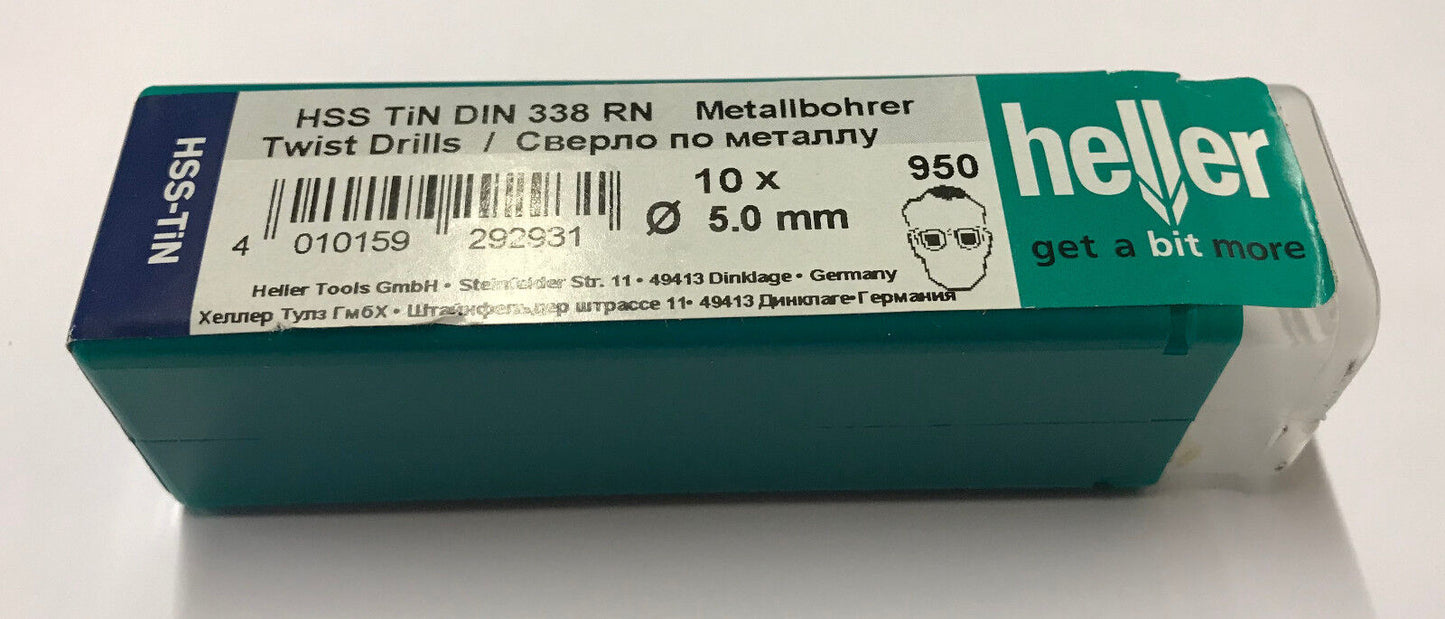 HSS-TiN
HSS TiN DIN 338 RN Metallbohrer
Twist Drills / Сверло по металлу
10 x
Ø 5.0 mm
950
4 010159 292931
Heller Tools GmbH • Steinfelder Str. 11 • 49413 Dinklage • Germany
Хеллер Тулз ГмбХ • Штайнфельдер штрассе 11 • 49413 Динклаге • Германия
heller
get a bit more